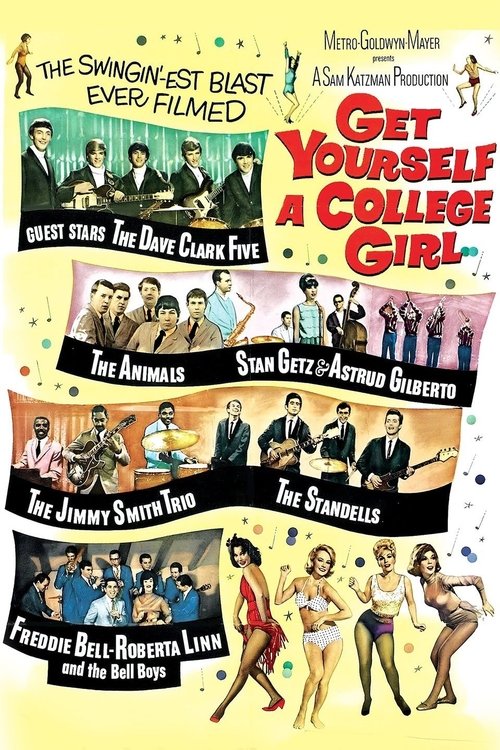 THE SWINGIN'-EST BLAST
EVER FILMED
METRO-GOLDWYN-MAYER
presents
A SAM KATZMAN PRODUCTION
GET
YOURSELF
A COLLEGE
GIRL
GUEST STARS THE DAVE CLARK FIVE
THE ANIMALS
STAN GETZ & ASTRUD GILBERTO
THE JIMMY SMITH TRIO
THE STANDELLS
FREDDIE BELL-ROBERTA LINN
and the BELL BOYS